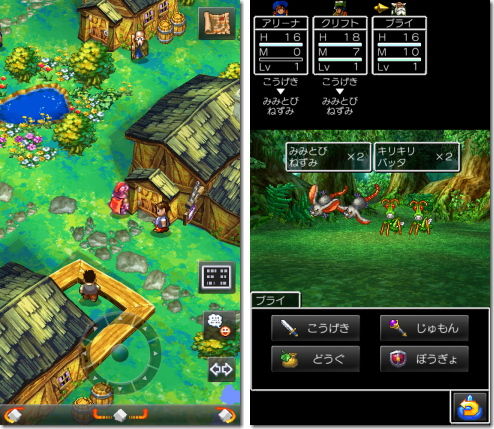 アリーナ
H 16
M 0
Lv 1
こうげき
みみとび
ねずみ
クリフト
H 18
M 7
Lv 1
こうげき
みみとび
ねずみ
ブライ
H 16
M 10
Lv 1
みみとび
ねずみ ×2
キリキリ
バッタ ×2
ブライ
こうげき
じゅもん
どうぐ
ぼうぎょ